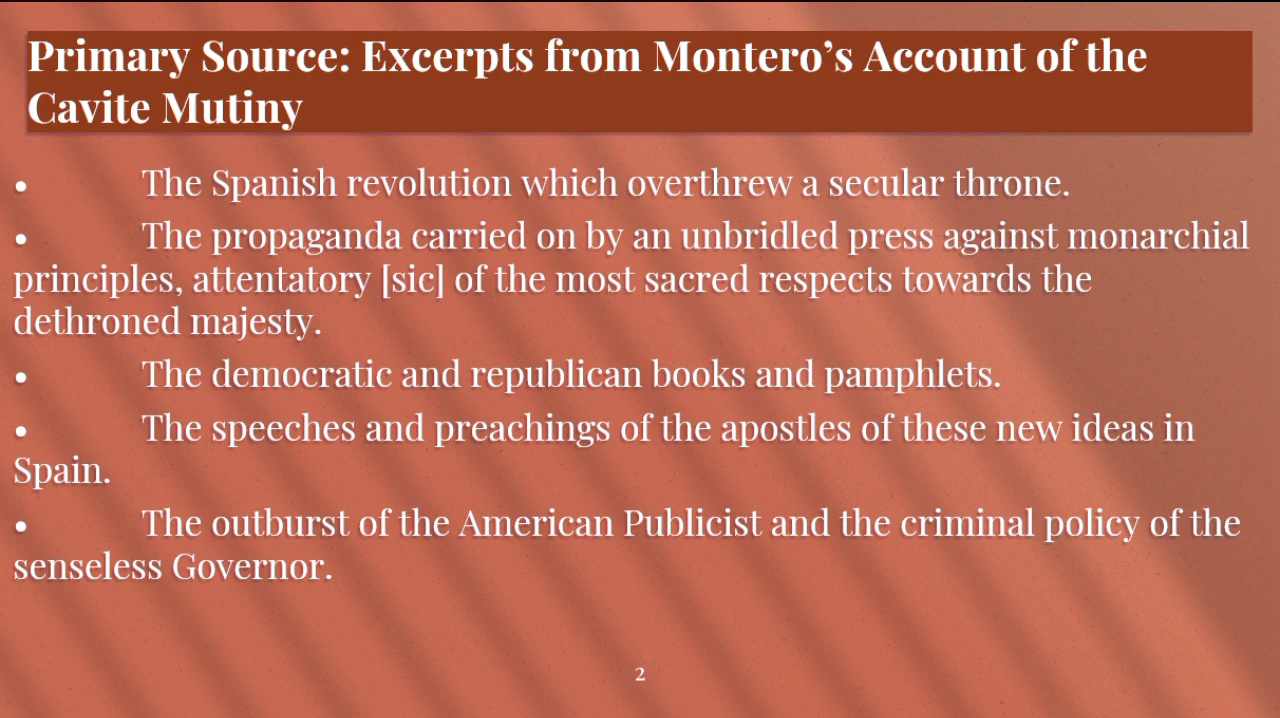 Primary Source: Excerpts from Montero’s Account of the
Cavite Mutiny
• The Spanish revolution which overthrew a secular throne.
• The propaganda carried on by an unbridled press against monarchial
principles, attentatory [sic] of the most sacred respects towards the
dethroned majesty.
• The democratic and republican books and pamphlets.
• The speeches and preachings of the apostles of these new ideas in
Spain.
• The outburst of the American Publicist and the criminal policy of the
senseless Governor.
2